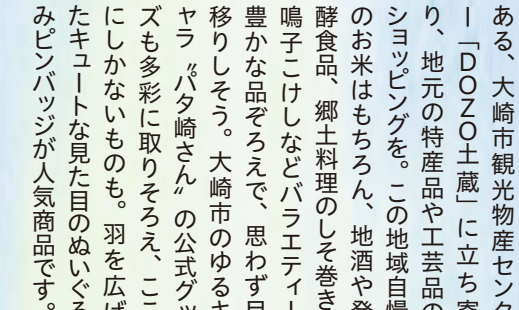 ある、大崎市観光物産センタ
ー「DOZO土蔵」に立ち寄
り、地元の特産品や工芸品の
ショッピングを。この地域自慢
のお米はもちろん、地酒や発
酵食品、郷土料理のしそ巻き
鳴子こけしなどバラエティー
豊かな品ぞろえで、思わず目
移りしそう。大崎市のゆるキ
ャラ〝パタ崎さん〟の公式グッ
ズも多彩に取りそろえ、ここ
にしかないものも。羽を広げ
たキュートな見た目のぬいぐる
みピンバッジが人気商品です。